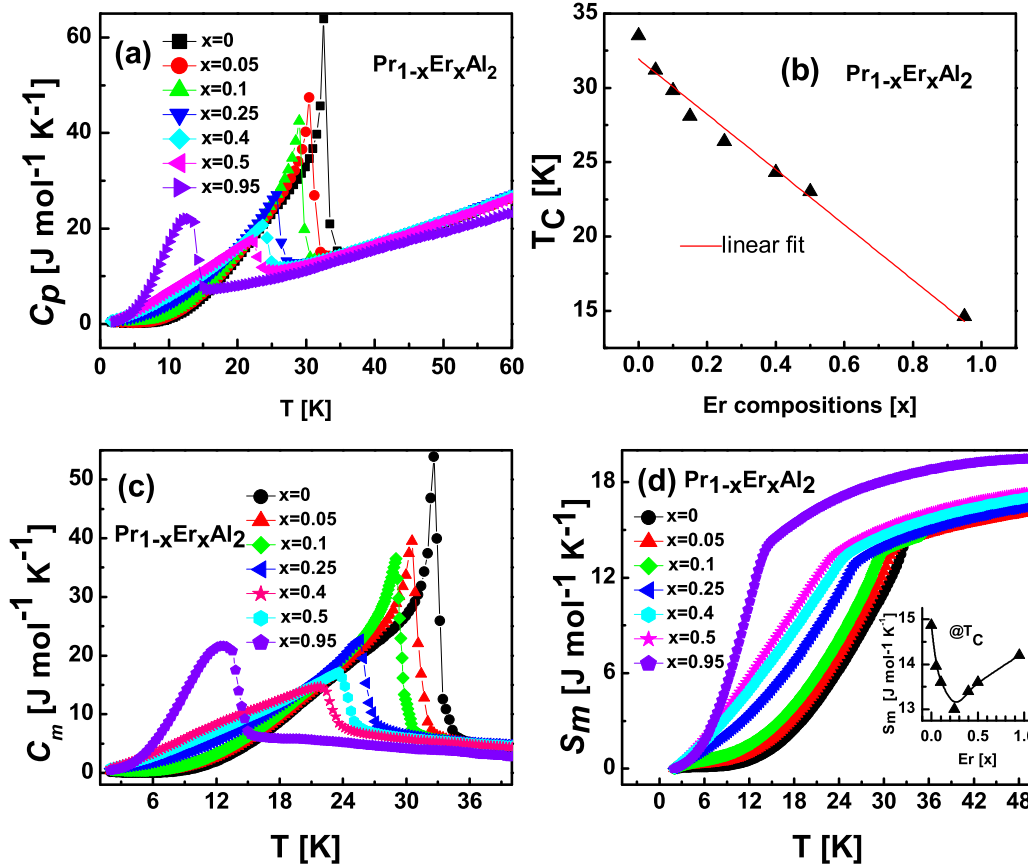 (a)
Pr1-xErxAl2
x=0
x=0.05
x=0.1
x=0.25
x=0.4
x=0.5
x=0.95
Cp [J mol-1 K-1]
60
40
20
0
0 10 20 30 40 50 60
T [K]
(b)
Pr1-xErxAl2
TC [K]
35
30
25
20
15
linear fit
0.0 0.2 0.4 0.6 0.8 1.0
Er compositions [x]
(c)
Pr1-xErxAl2
x=0
x=0.05
x=0.1
x=0.25
x=0.4
x=0.5
x=0.95
Cm [J mol-1 K-1]
50
40
30
20
10
0
6 12 18 24 30 36
T [K]
(d)
Pr1-xErxAl2
x=0
x=0.05
x=0.1
x=0.25
x=0.4
x=0.5
x=0.95
Sm [J mol-1 K-1]
18
12
6
0
0 6 12 18 24 30 36 42 48
T [K]
@TC
Sm [J mol-1 K-1]
15
14
13
0.0 0.5 1.0
Er [x]